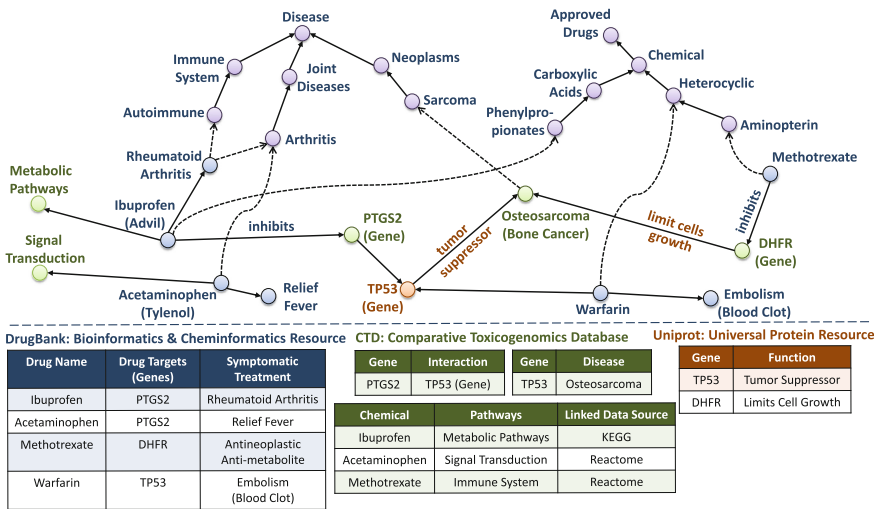 Disease
Approved
Drugs
Immune
System
Joint
Diseases
Neoplasms
Chemical
Carboxylic
Acids
Heterocyclic
Autoimmune
Sarcoma
Phenylpro-
pionates
Aminopterin
Arthritis
Rheumatoid
Arthritis
Methotrexate
Metabolic
Pathways
Ibuprofen
(Advil)
inhibits
PTGS2
(Gene)
tumor
suppressor
Osteosarcoma
(Bone Cancer)
limit cells
growth
inhibits
DHFR
(Gene)
Signal
Transduction
Acetaminophen
(Tylenol)
Relief
Fever
TP53
(Gene)
Warfarin
Embolism
(Blood Clot)
DrugBank: Bioinformatics & Cheminformatics Resource
Drug Name Drug Targets (Genes) Symptomatic Treatment
Ibuprofen PTGS2 Rheumatoid Arthritis
Acetaminophen PTGS2 Relief Fever
Methotrexate DHFR Antineoplastic
Anti-metabolite
Warfarin TP53 Embolism
(Blood Clot)
CTD: Comparative Toxicogenomics Database
Gene Interaction
PTGS2 TP53 (Gene)
Gene Disease
TP53 Osteosarcoma
Chemical Pathways Linked Data Source
Ibuprofen Metabolic Pathways KEGG
Acetaminophen Signal Transduction Reactome
Methotrexate Immune System Reactome
Uniprot: Universal Protein Resource
Gene Function
TP53 Tumor Suppressor
DHFR Limits Cell Growth